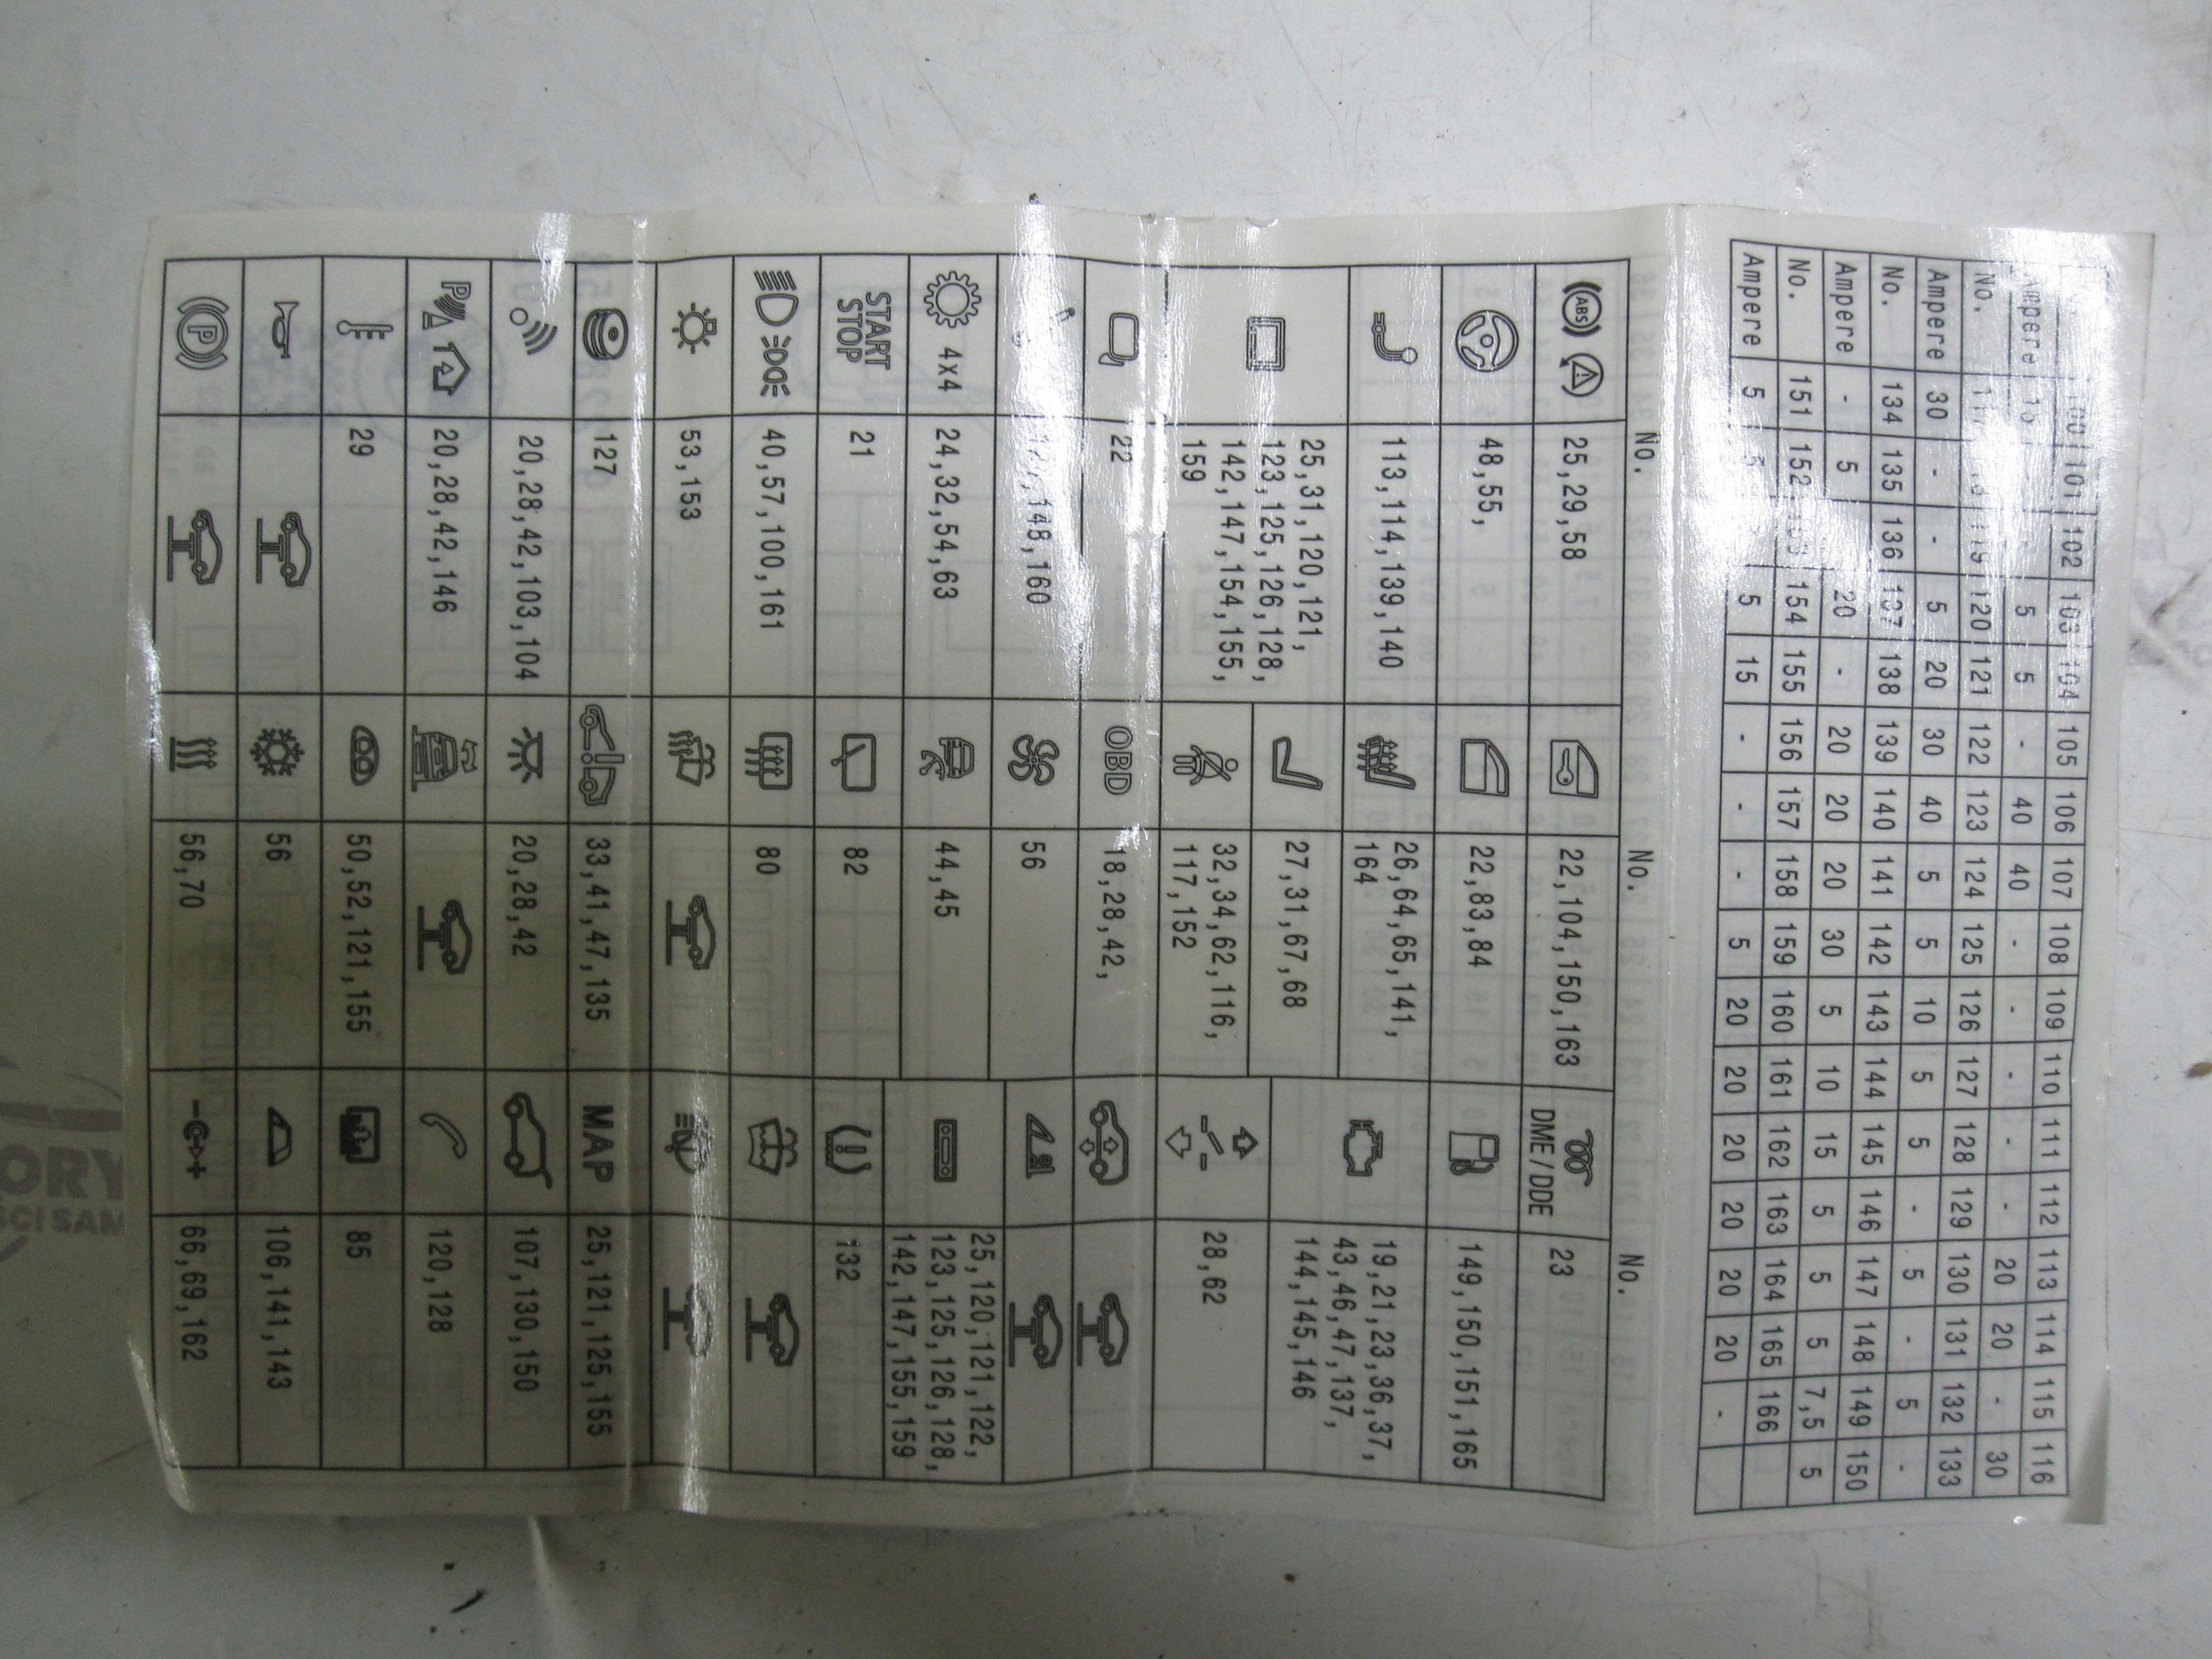 100 101 102 103 104 105 106 107 108 109 110 111 112 113 114 115 116
Ampere 5 5 - 40 40 - - - - - 20 20 - 30
No. 119 120 121 122 123 124 125 126 127 128 129 130 131 132 133
Ampere 30 - - 5 20 30 40 5 5 10 5 5 - 5 - 5 -
No. 134 135 136 137 138 139 140 141 142 143 144 145 146 147 148 149 150
Ampere - 5 20 - 20 20 20 30 5 10 15 5 5 5 7,5 5
No. 151 152 154 155 156 157 158 159 160 161 162 163 164 165 166
Ampere 5 5 5 15 - - - 5 20 20 20 20 20 20 -
No. No. No.
ABS 25,29,58 22,104,150,163 DME/DDE 23
48,55, 22,83,84 149,150,151,165
113,114,139,140 26,64,65,141,
164
19,21,23,36,37,
43,46,47,137,
144,145,146
25,31,120,121,
123,125,126,128,
142,147,154,155,
159
27,31,67,68
32,34,62,116,
117,152
28,62
22 OBD 18,28,42,
148,160 56
4x4 24,32,54,63 44,45
25,120,121,122,
123,125,126,128,
142,147,155,159
START
STOP 21 82 132
40,57,100,161 80
53,153
127 33,41,47,135 MAP 25,121,125,155
20,28,42,103,104 20,28,42 107,130,150
P 20,28,42,146 120,128
29 50,52,121,155 85
56 106,141,143
P 56,70 66,69,162
ORY
SCI SAM